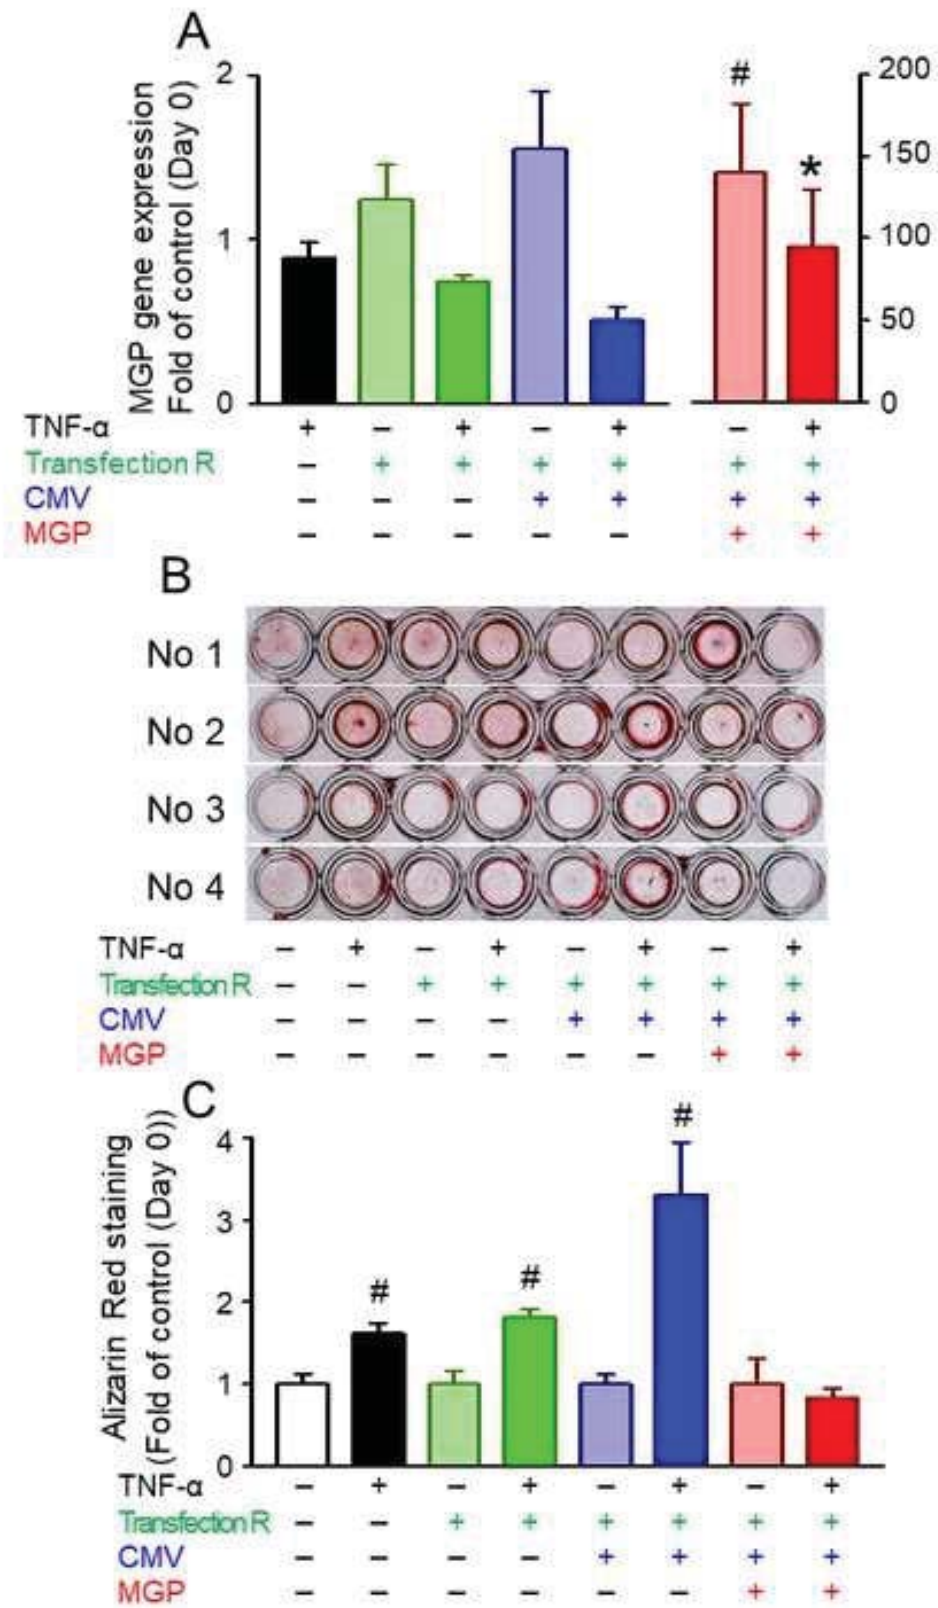 A
MGP gene expression
Fold of control (Day 0)
2
1
0
#
*
200
150
100
50
0
TNF-α + − + − + − +
Transfection R − + + + + + +
CMV − − − + + + +
MGP − − − − − + +
B
No 1
No 2
No 3
No 4
TNF-α − + − + − + − +
Transfection R − − + + + + + +
CMV − − − − + + + +
MGP − − − − − − + +
C
Alizarin Red staining
(Fold of control (Day 0))
4
3
2
1
0
#
#
#
TNF-α − + − + − + − +
Transfection R − − + + + + + +
CMV − − − − + + + +
MGP − − − − − − + +